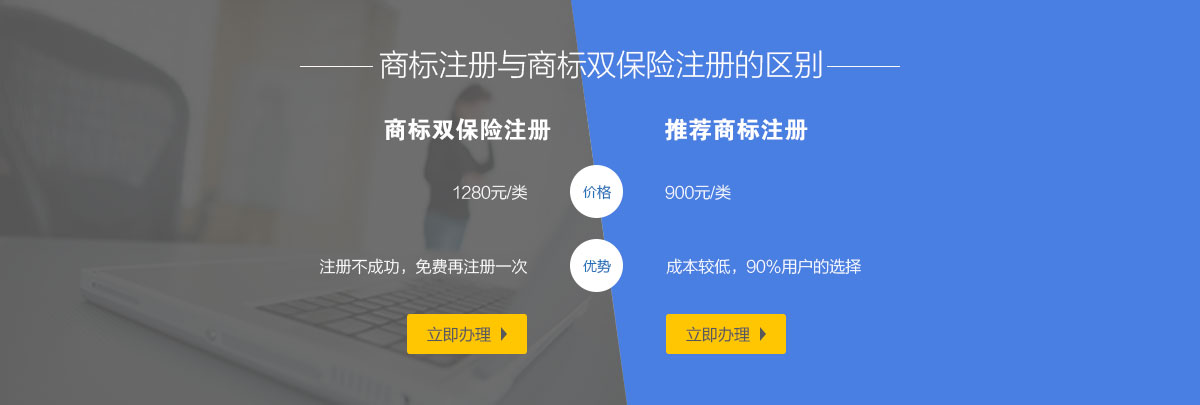 商标注册与商标双保险注册的区别
商标双保险注册
推荐商标注册
1280元/类
价格
900元/类
注册不成功，免费再注册一次
优势
成本较低，90%用户的选择
立即办理
立即办理